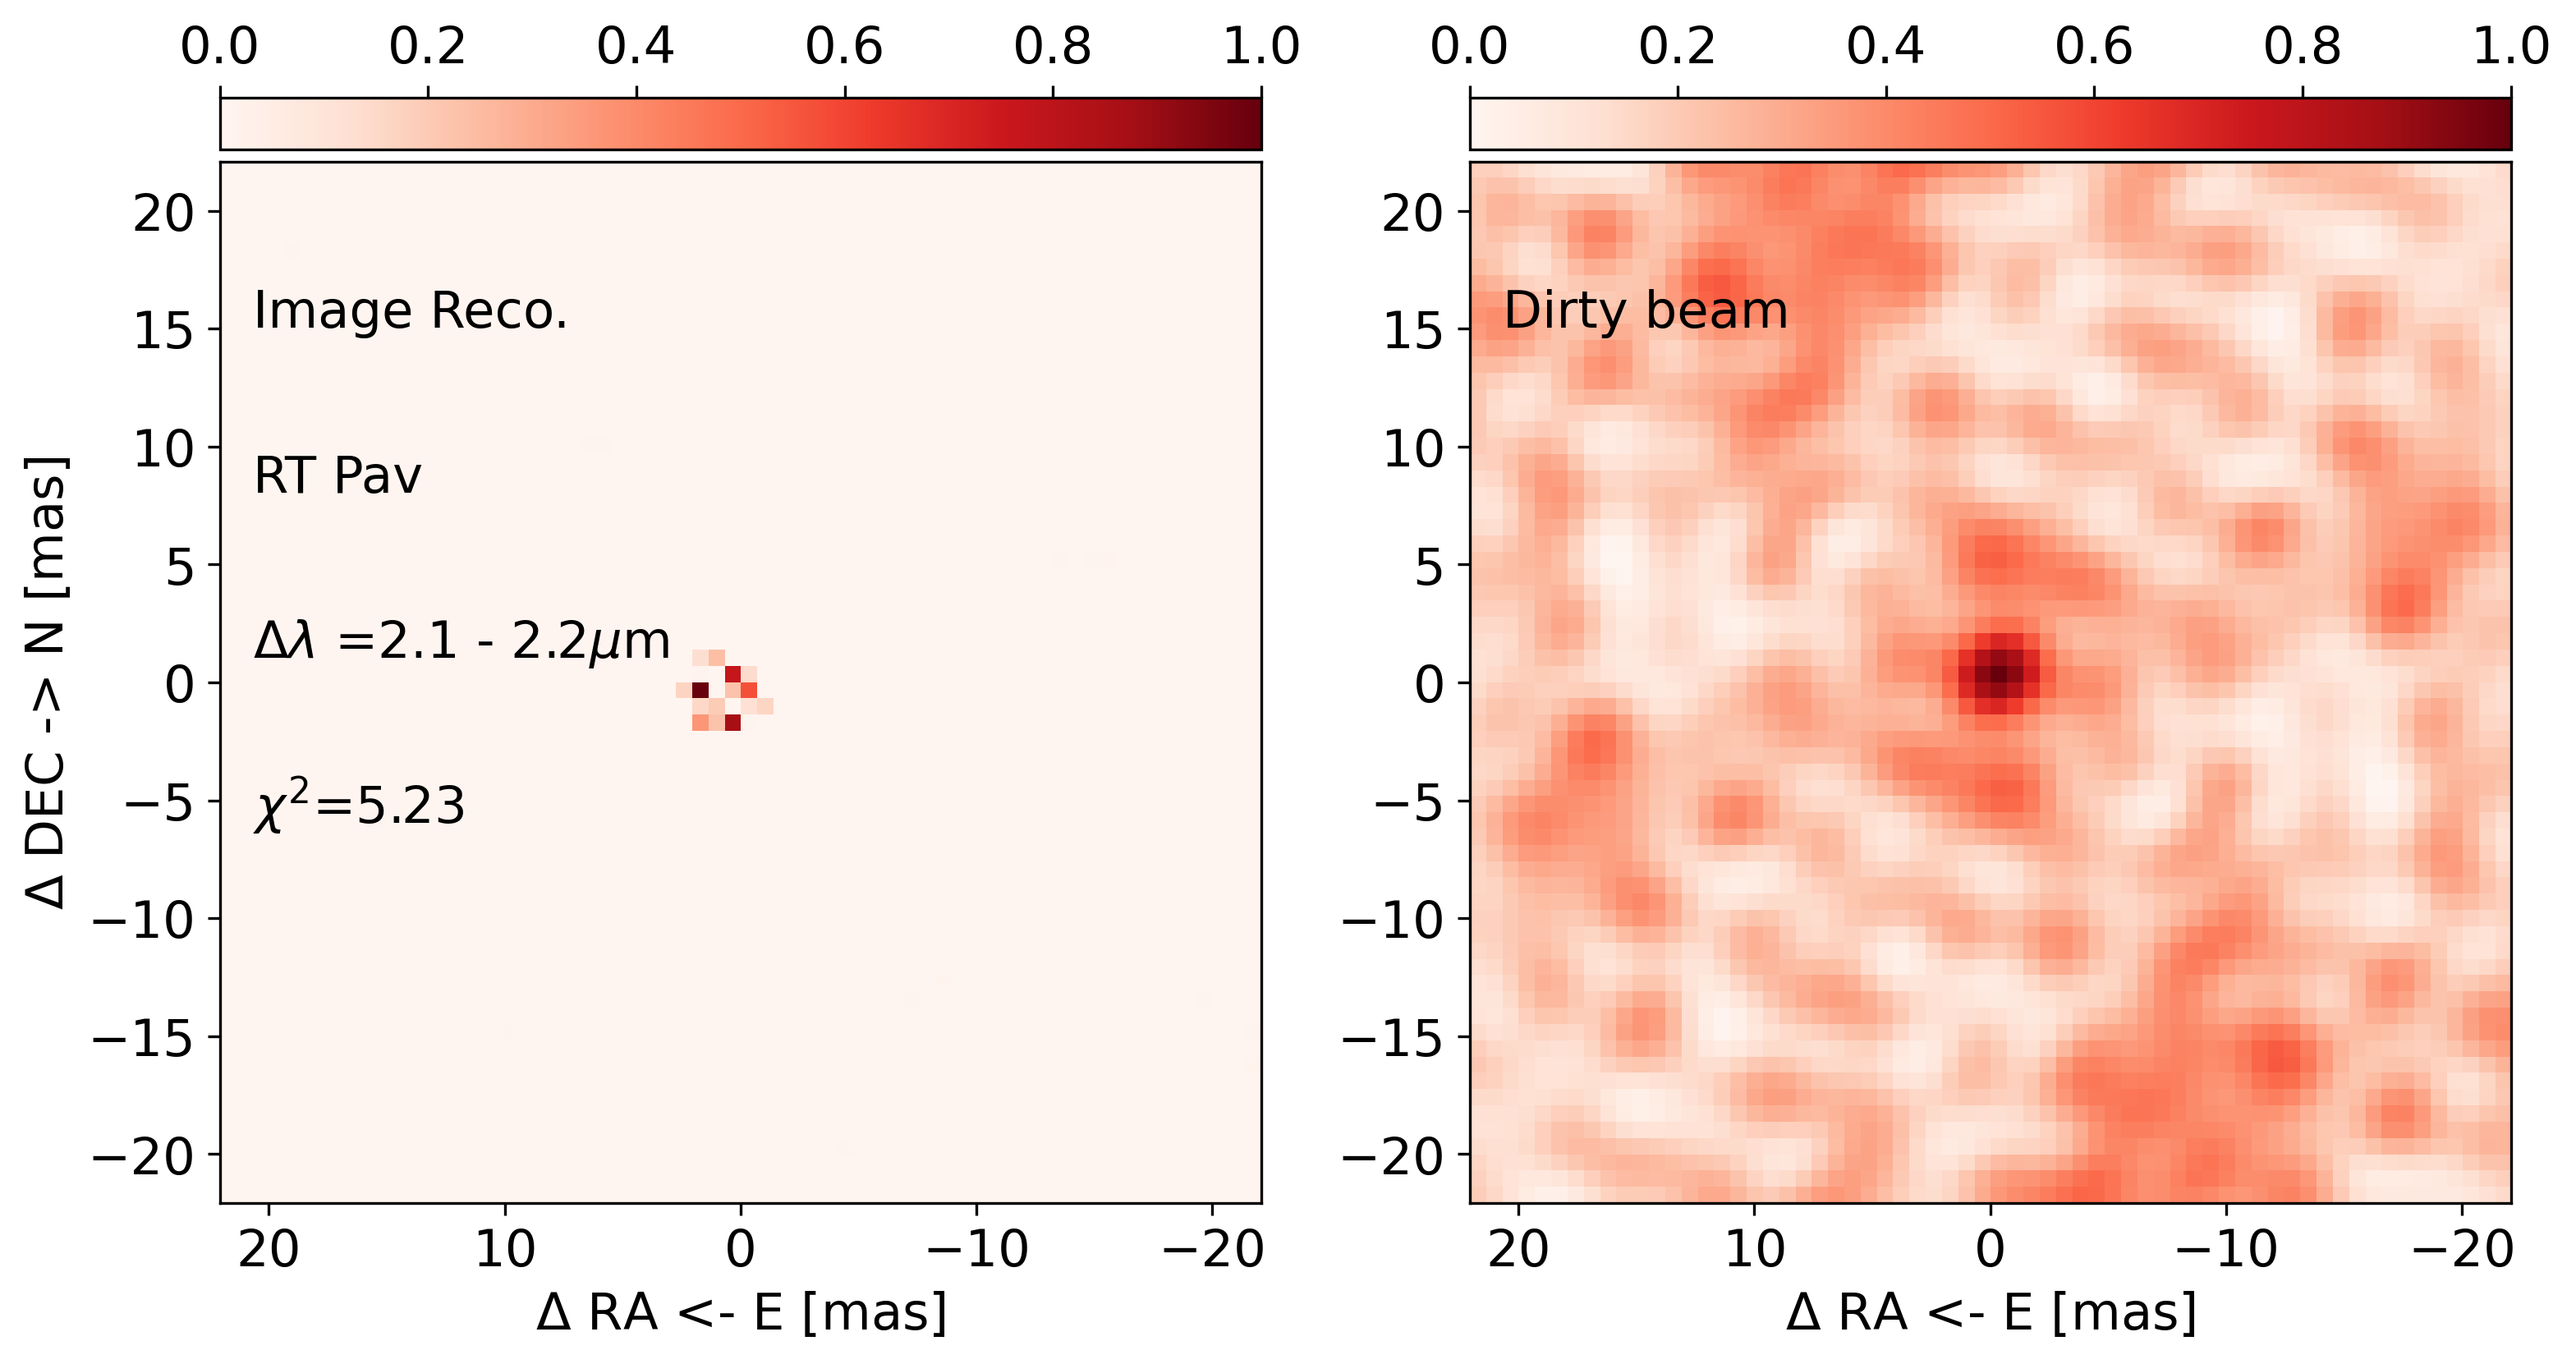 0.0 0.2 0.4 0.6 0.8 1.0
0.0 0.2 0.4 0.6 0.8 1.0
Image Reco.
RT Pav
Δλ =2.1 - 2.2μm
χ²=5.23
20
15
10
5
0
−5
−10
−15
−20
Δ DEC -> N [mas]
20 10 0 −10 −20
Δ RA <- E [mas]
Dirty beam
20
15
10
5
0
−5
−10
−15
−20
20 10 0 −10 −20
Δ RA <- E [mas]